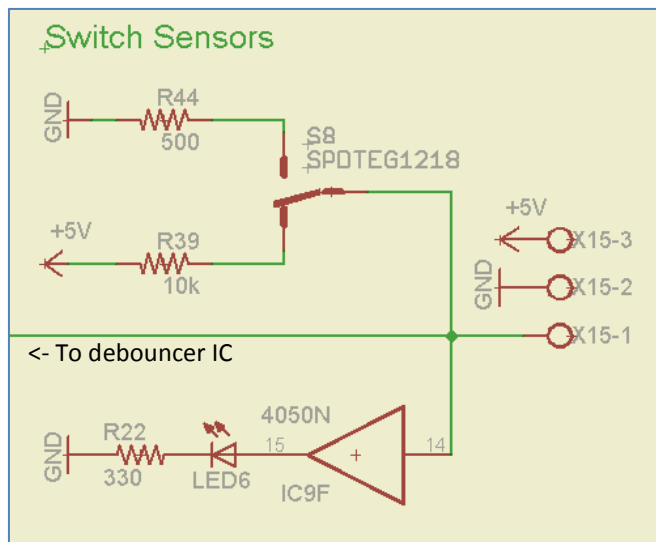 Switch Sensors
R44
GND
500
S8
SPDTEG1218
+5V
R39
10k
+5V
X15-3
GND
X15-2
X15-1
<- To debouncer IC
4050N
R22
15
14
GND
330
LED6
IC9F